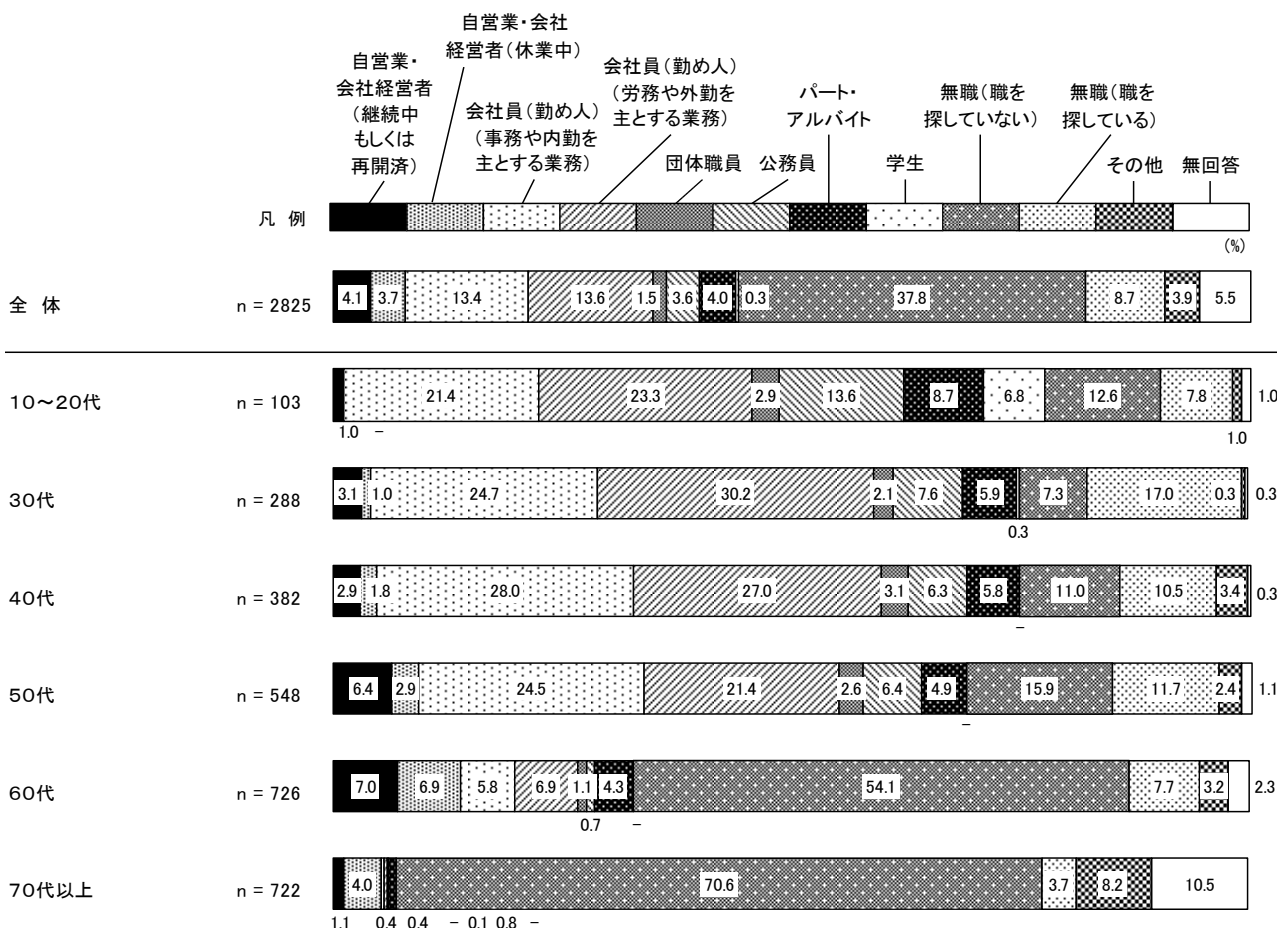 自営業・
会社経営者
（継続中
もしくは
再開済）
自営業・会社
経営者（休業中）
会社員（勤め人）
（事務や内勤を
主とする業務）
会社員（勤め人）
（労務や外勤を
主とする業務）
団体職員
公務員
パート・
アルバイト
学生
無職（職を
探していない）
無職（職を
探している）
その他
無回答
凡 例
(%)
全 体 n = 2825 4.1 3.7 13.4 13.6 1.5 3.6 4.0 0.3 37.8 8.7 3.9 5.5
10～20代 n = 103 21.4 23.3 2.9 13.6 8.7 6.8 12.6 7.8 1.0
1.0 － 1.0
30代 n = 288 3.1 1.0 24.7 30.2 2.1 7.6 5.9 7.3 17.0 0.3 0.3
0.3
40代 n = 382 2.9 1.8 28.0 27.0 3.1 6.3 5.8 11.0 10.5 3.4 0.3
－
50代 n = 548 6.4 2.9 24.5 21.4 2.6 6.4 4.9 15.9 11.7 2.4 1.1
－
60代 n = 726 7.0 6.9 5.8 6.9 1.1 4.3 54.1 7.7 3.2 2.3
0.7 －
70代以上 n = 722 4.0 70.6 3.7 8.2 10.5
1.1 0.4 0.4 － 0.1 0.8 －